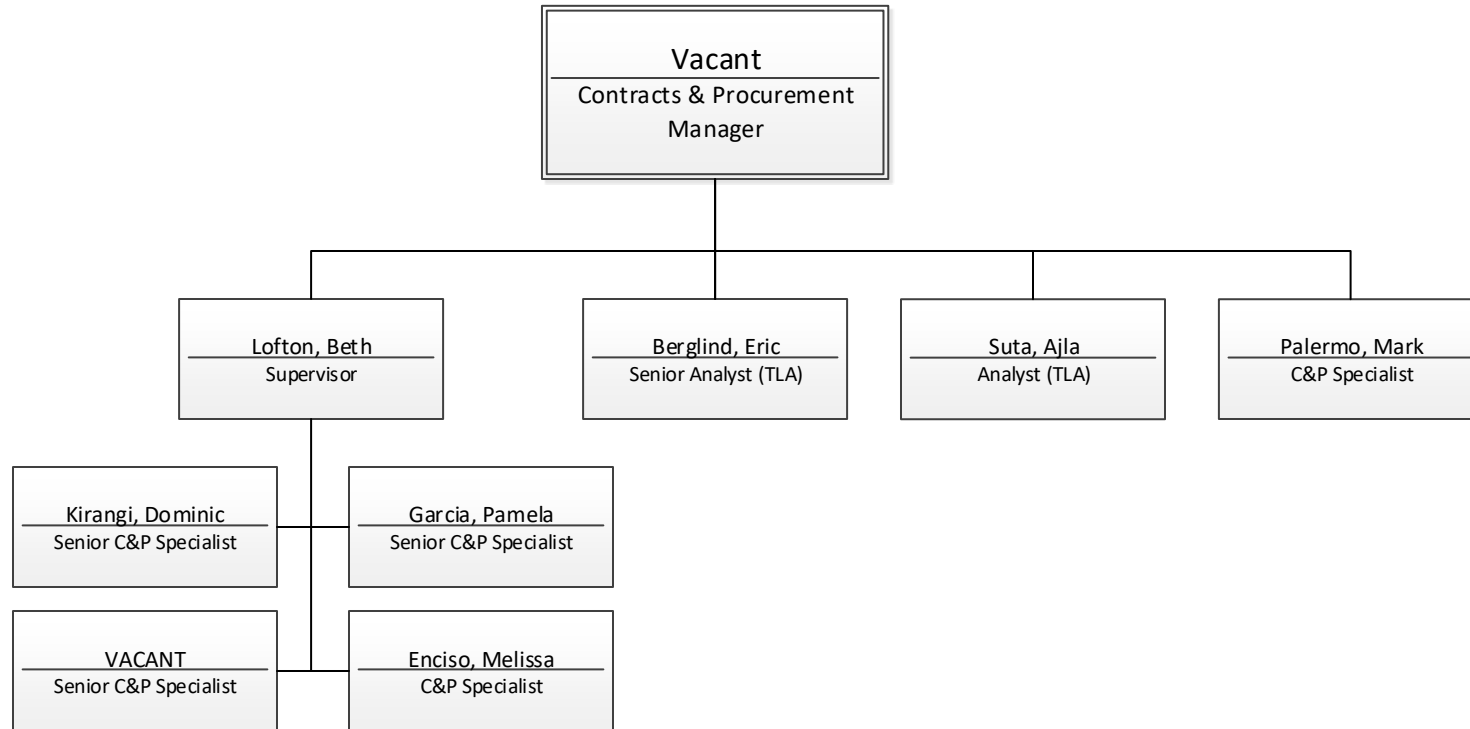 Vacant
Contracts & Procurement
Manager
Lofton, Beth
Supervisor
Berglind, Eric
Senior Analyst (TLA)
Suta, Ajla
Analyst (TLA)
Palermo, Mark
C&P Specialist
Kirangi, Dominic
Senior C&P Specialist
Garcia, Pamela
Senior C&P Specialist
VACANT
Senior C&P Specialist
Enciso, Melissa
C&P Specialist